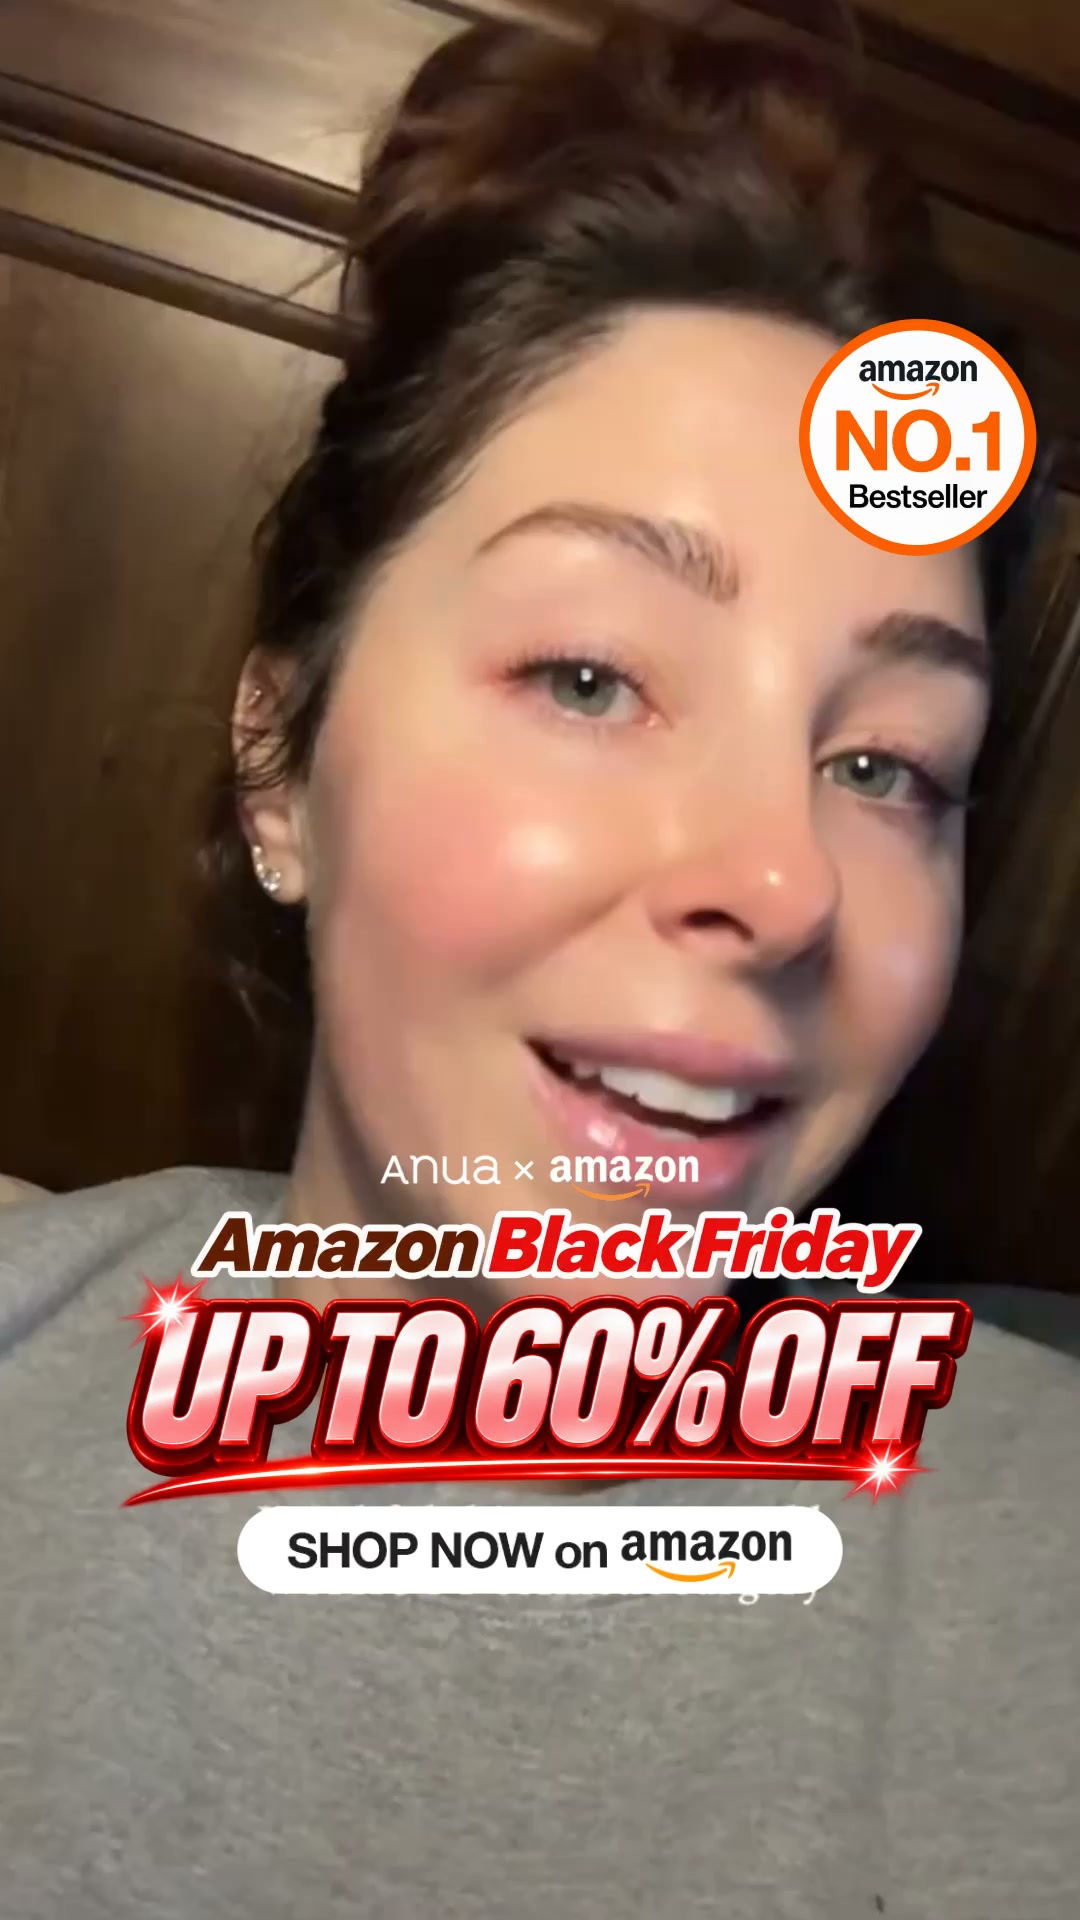 amazon
NO.1
Bestseller
Anua × amazon
Amazon Black Friday
UP TO 60% OFF
SHOP NOW on amazon